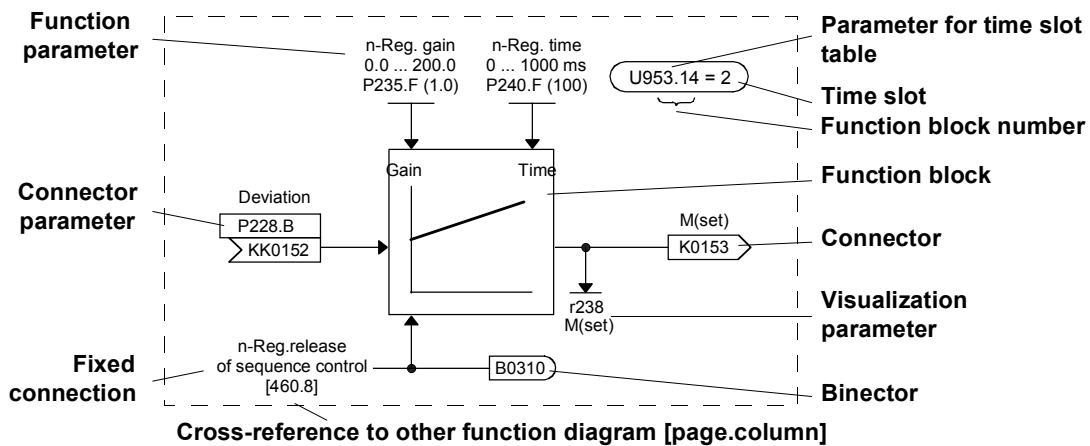 Function
parameter
n-Reg. gain
0.0 ... 200.0
P235.F (1.0)
n-Reg. time
0 ... 1000 ms
P240.F (100)
Parameter for time slot
table
U953.14 = 2
Time slot
Function block number
Gain
Time
Function block
Connector
parameter
Deviation
P228.B
KK0152
M(set)
K0153
Connector
r238
M(set)
Visualization
parameter
Fixed
connection
n-Reg.release
of sequence control
[460.8]
B0310
Binector
Cross-reference to other function diagram [page.column]